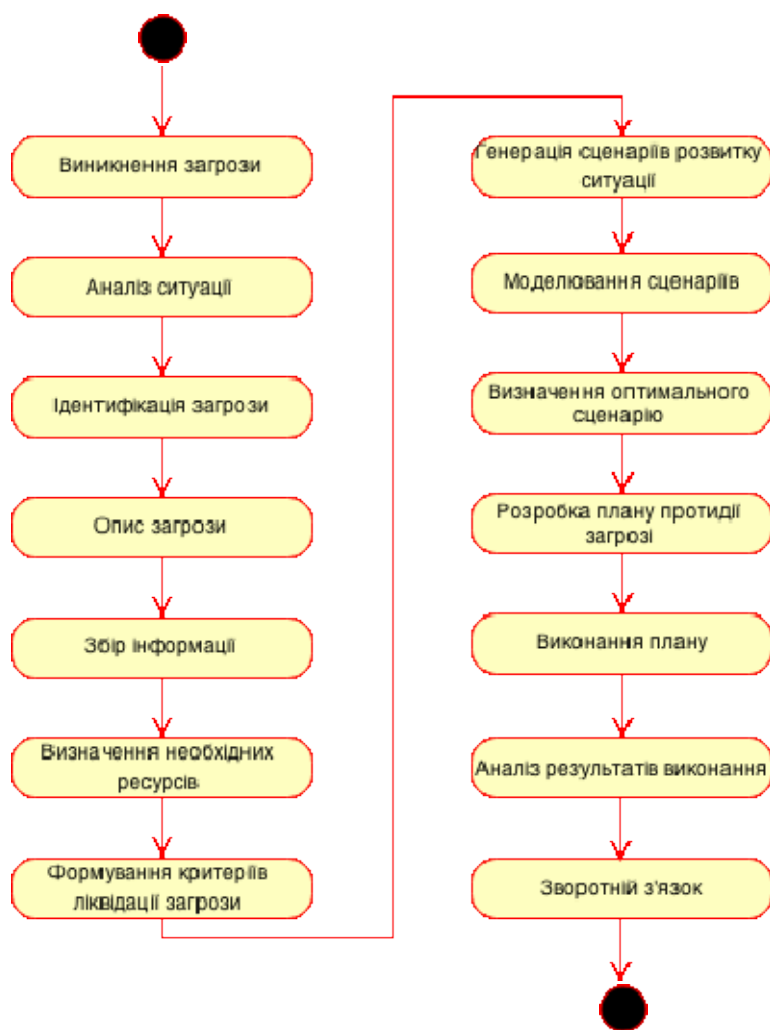 Виникнення загрози
Аналіз ситуації
Ідентифікація загрози
Опис загрози
Збір інформації
Визначення необхідних
ресурсів
Формування критеріїв
ліквідації загрози
Генерація сценаріїв розвитку
ситуації
Моделювання сценаріїв
Визначення оптимального
сценарію
Розробка плану протидії
загрозі
Виконання плану
Аналіз результатів виконання
Зворотній з'язок